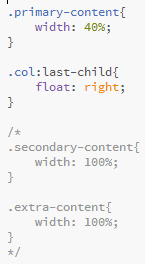 .primary-content{
    width: 40%;
}

.col:last-child{
    float: right;
}

/*
.secondary-content{
    width: 100%;
}

.extra-content{
    width: 100%;
}
*/